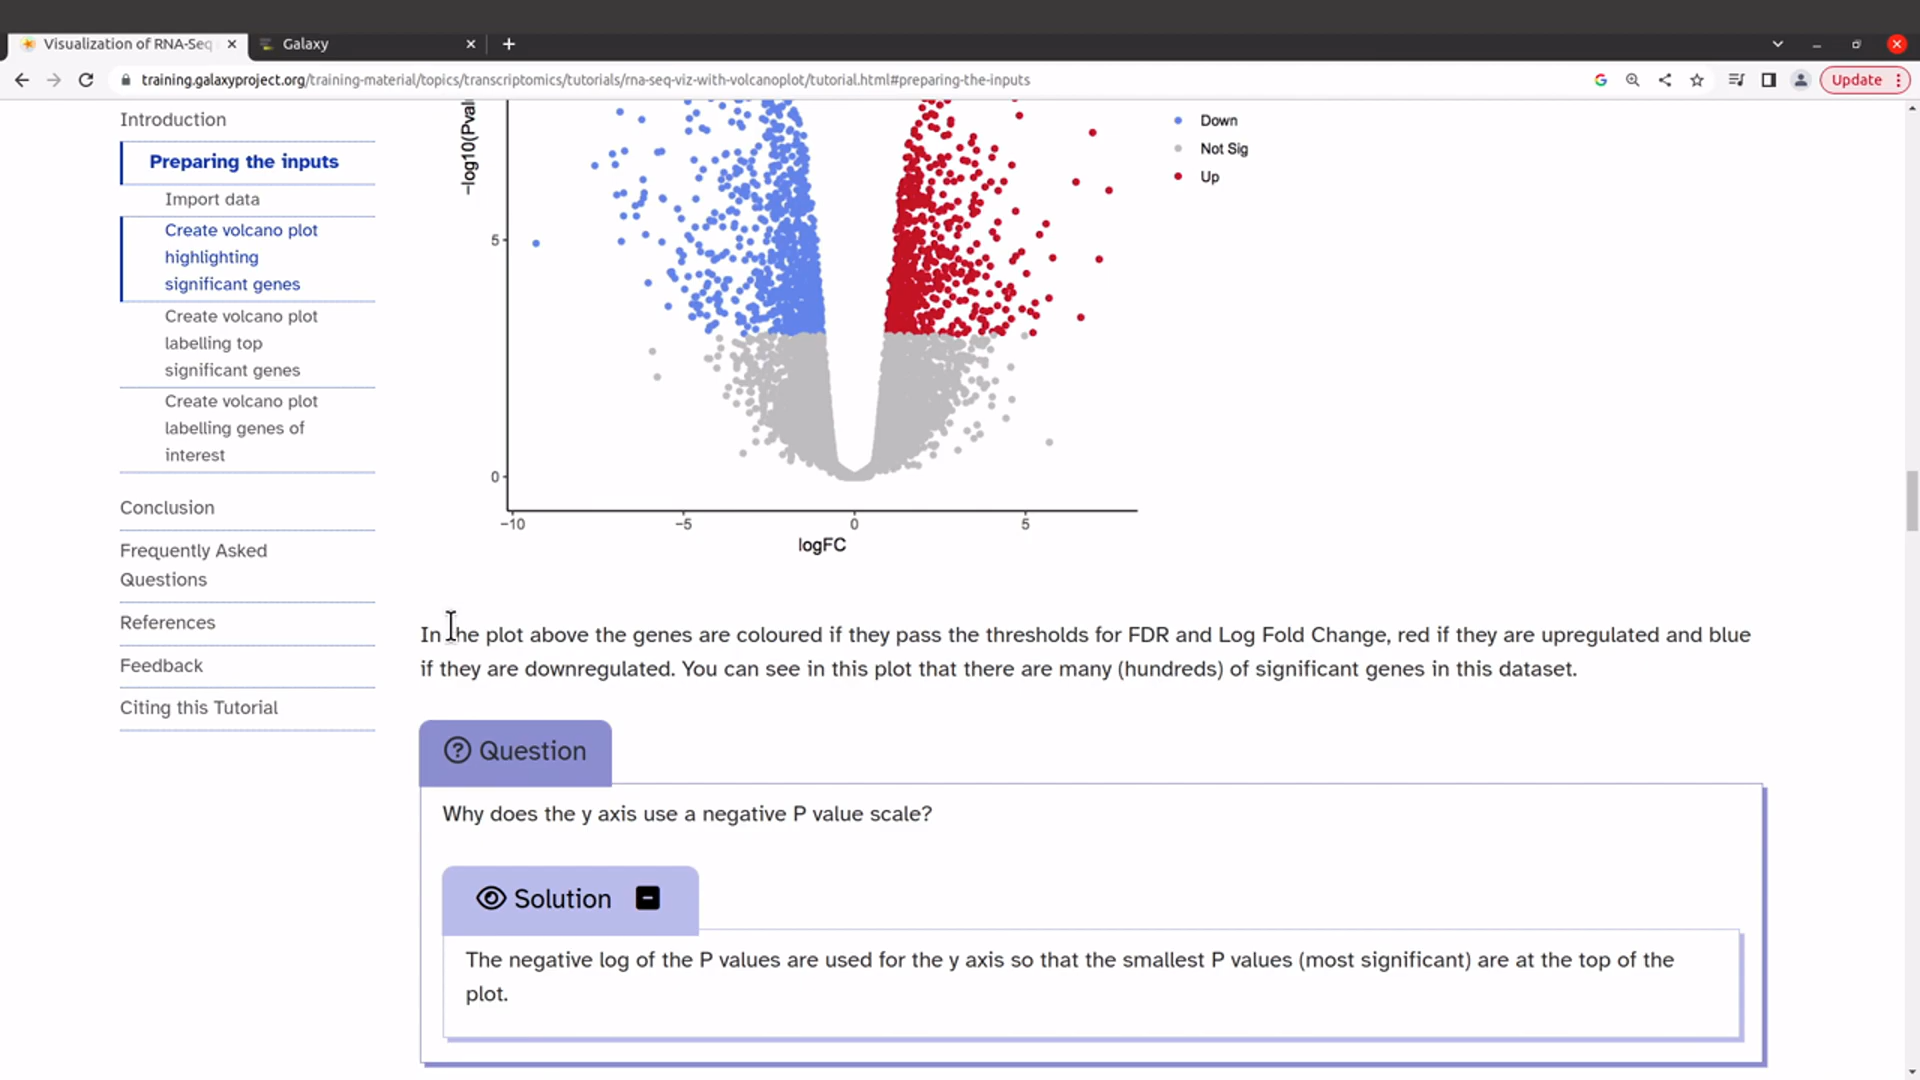 Visualization of RNA-Seq
Galaxy
training.galaxyproject.org/training-material/topics/transcriptomics/tutorials/rna-seq-viz-with-volcanoplot/tutorial.html#preparing-the-inputs
Update
Introduction
Preparing the inputs
Import data
Create volcano plot
highlighting
significant genes
Create volcano plot
labelling top
significant genes
Create volcano plot
labelling genes of
interest
Conclusion
Frequently Asked
Questions
References
Feedback
Citing this Tutorial
−log10(Pval
5
0
−10
−5
0
5
logFC
Down
Not Sig
Up
In the plot above the genes are coloured if they pass the thresholds for FDR and Log Fold Change, red if they are upregulated and blue
if they are downregulated. You can see in this plot that there are many (hundreds) of significant genes in this dataset.
Question
Why does the y axis use a negative P value scale?
Solution
The negative log of the P values are used for the y axis so that the smallest P values (most significant) are at the top of the
plot.